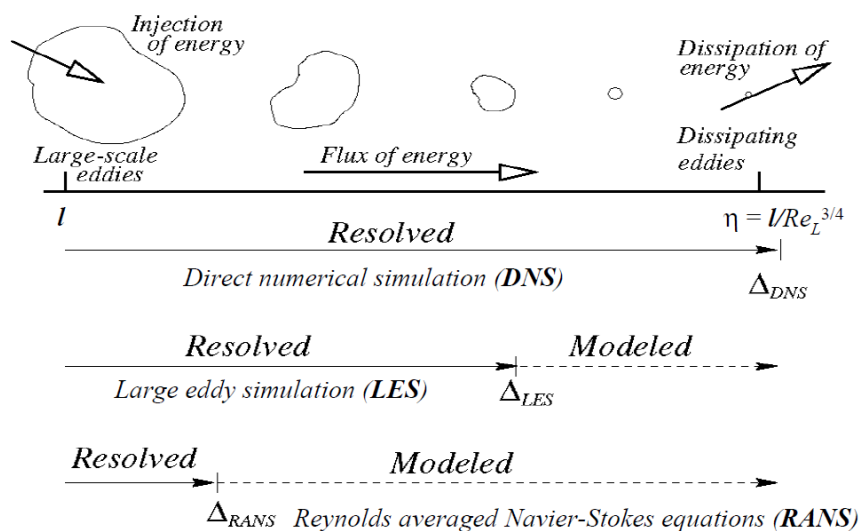 Injection
of energy
Dissipation of
energy
Large-scale
eddies
Flux of energy
Dissipating
eddies
l
η = l/Re_L^3/4
Resolved
Direct numerical simulation (DNS)
Δ_DNS
Resolved
Modeled
Large eddy simulation (LES)
Δ_LES
Resolved
Modeled
Δ_RANS
Reynolds averaged Navier-Stokes equations (RANS)